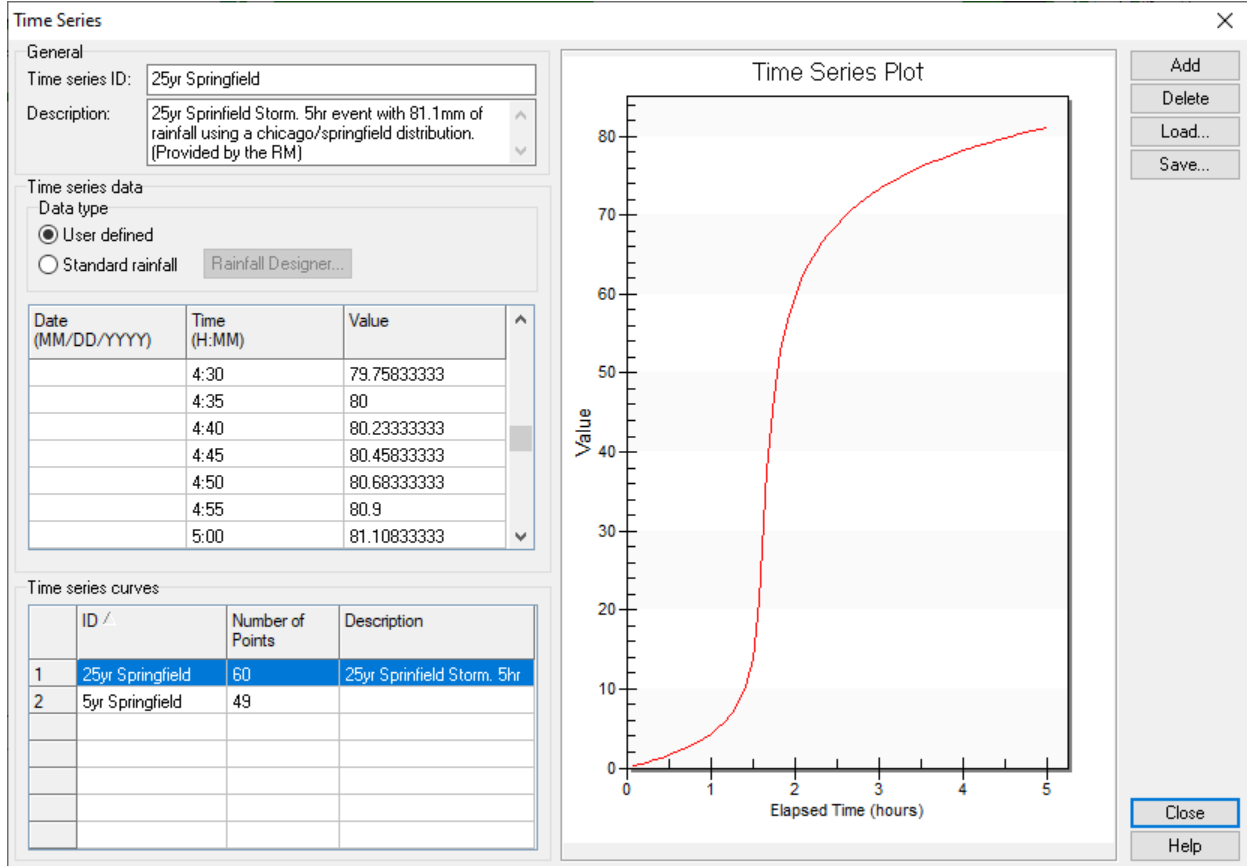 Time Series
General
Time series ID: 25yr Springfield
Description: 25yr Sprinfield Storm. 5hr event with 81.1mm of
rainfall using a chicago/springfield distribution.
(Provided by the RM)
Time series data
Data type
User defined
Standard rainfall Rainfall Designer...
Date Time Value
(MM/DD/YYYY) (H:MM)
4:30 79.75833333
4:35 80
4:40 80.23333333
4:45 80.45833333
4:50 80.68333333
4:55 80.9
5:00 81.10833333
Time series curves
ID Number of Description
Points
1 25yr Springfield 60 25yr Sprinfield Storm. 5hr
2 5yr Springfield 49
Time Series Plot
80
70
60
50
40
30
20
10
0
Value
0 1 2 3 4 5
Elapsed Time (hours)
Add
Delete
Load...
Save...
Close
Help